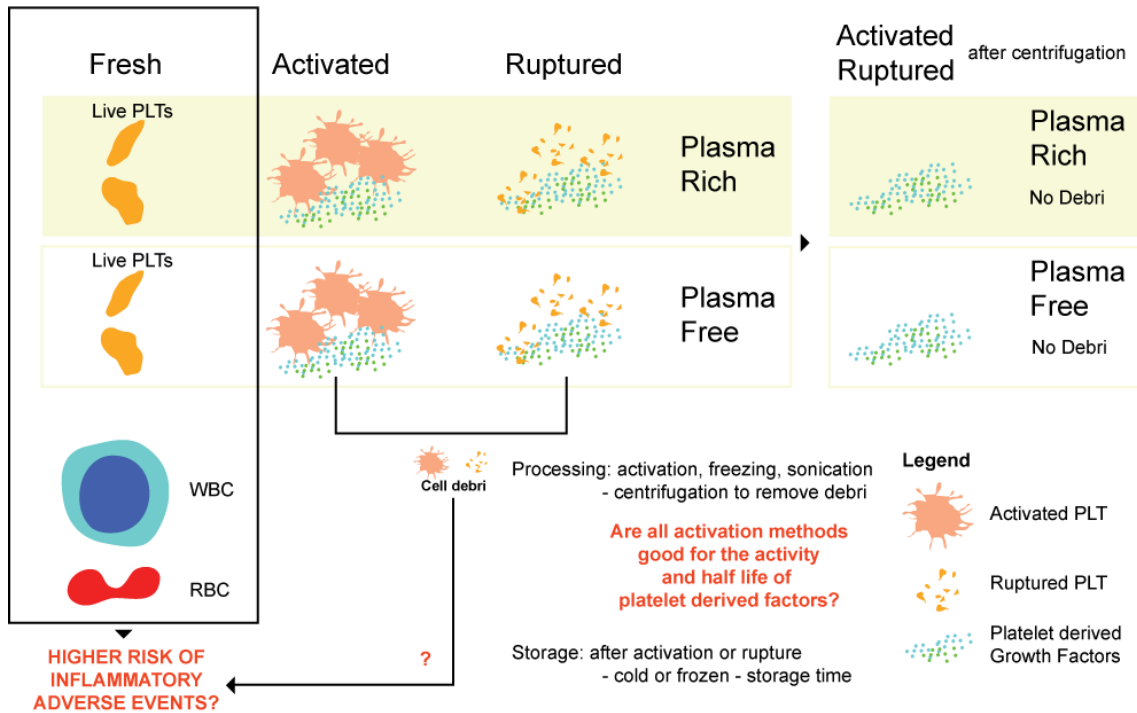 Fresh
Activated
Ruptured
Activated
Ruptured
after centrifugation
Live PLTs
Plasma
Rich
Plasma
Rich
No Debri
Live PLTs
Plasma
Free
Plasma
Free
No Debri
WBC
RBC
HIGHER RISK OF
INFLAMMATORY
ADVERSE EVENTS?
?
Cell debri
Processing: activation, freezing, sonication
- centrifugation to remove debri
Are all activation methods
good for the activity
and half life of
platelet derived factors?
Storage: after activation or rupture
- cold or frozen - storage time
Legend
Activated PLT
Ruptured PLT
Platelet derived
Growth Factors